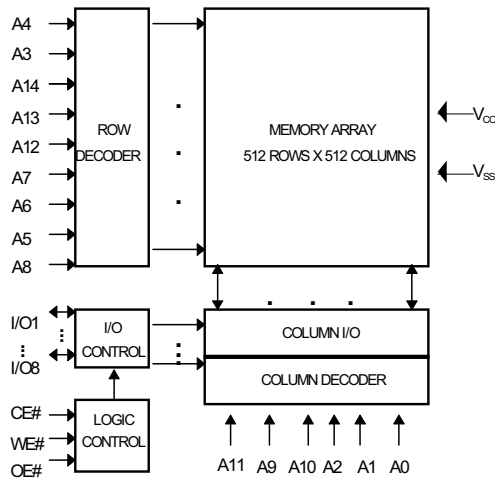 A4
A3
A14
A13
A12
A7
A6
A5
A8
ROW
DECODER
MEMORY ARRAY
512 ROWS X 512 COLUMNS
VCC
VSS
I/O1
I/O8
I/O
CONTROL
COLUMN I/O
COLUMN DECODER
CE#
WE#
OE#
LOGIC
CONTROL
A11 A9 A10 A2 A1 A0